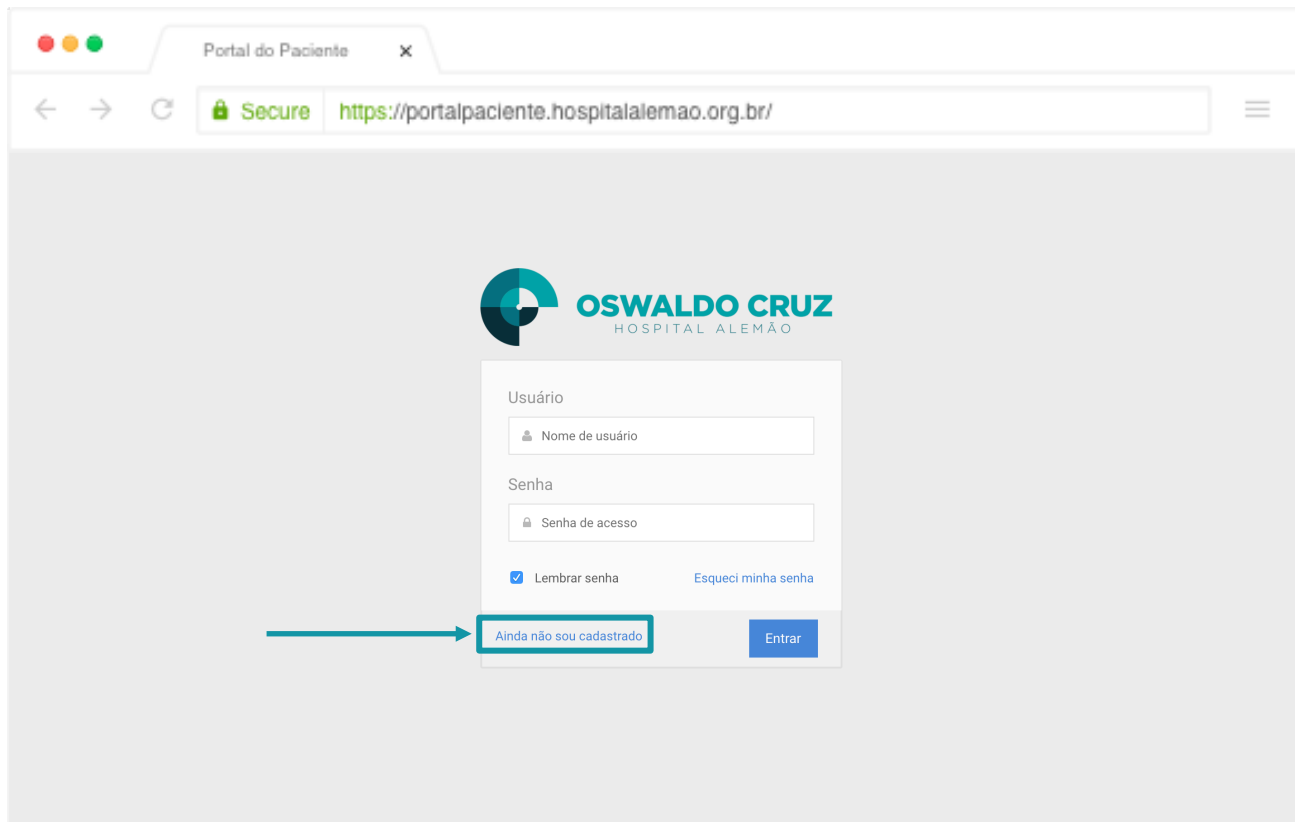 Portal do Paciente
Secure https://portalpaciente.hospitalalemao.org.br/
OSWALDO CRUZ
HOSPITAL ALEMÃO
Usuário
Nome de usuário
Senha
Senha de acesso
Lembrar senha Esqueci minha senha
Ainda não sou cadastrado Entrar